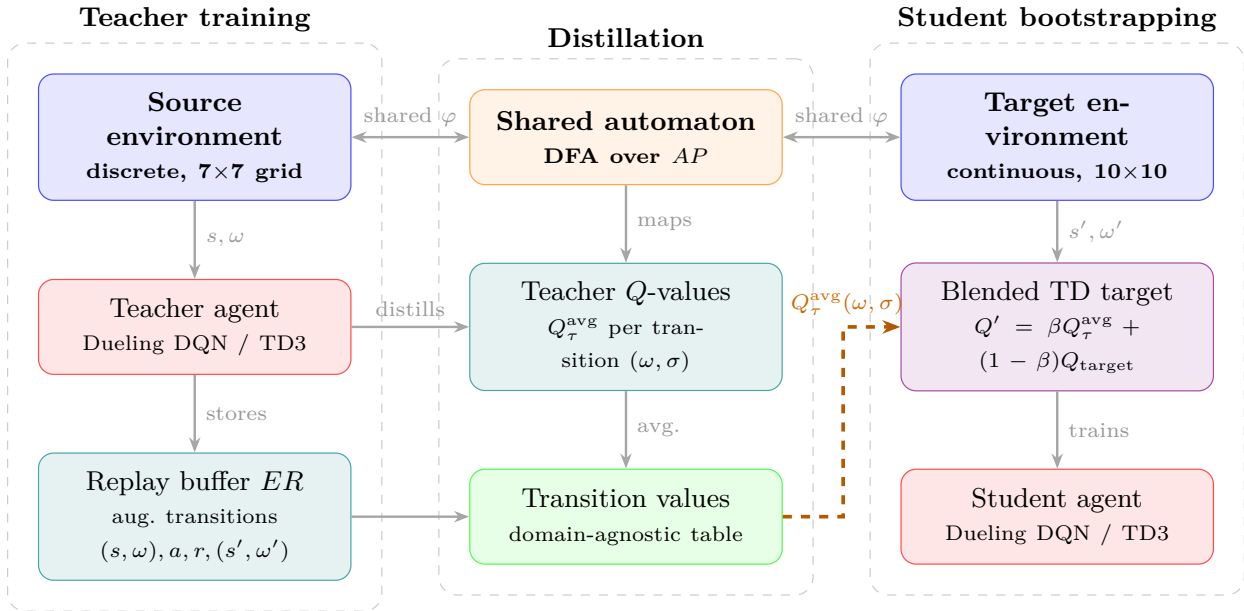 Teacher training
Source
environment
discrete, 7×7 grid
s, ω
Teacher agent
Dueling DQN / TD3
stores
Replay buffer ER
aug. transitions
(s, ω), a, r, (s′, ω′)
shared φ
distills
Distillation
Shared automaton
DFA over AP
maps
Teacher Q-values
Q_τ^avg per tran-
sition (ω, σ)
avg.
Transition values
domain-agnostic table
shared φ
Q_τ^avg(ω, σ)
Student bootstrapping
Target en-
vironment
continuous, 10×10
s′, ω′
Blended TD target
Q′ = βQ_τ^avg +
(1 − β)Q_target
trains
Student agent
Dueling DQN / TD3